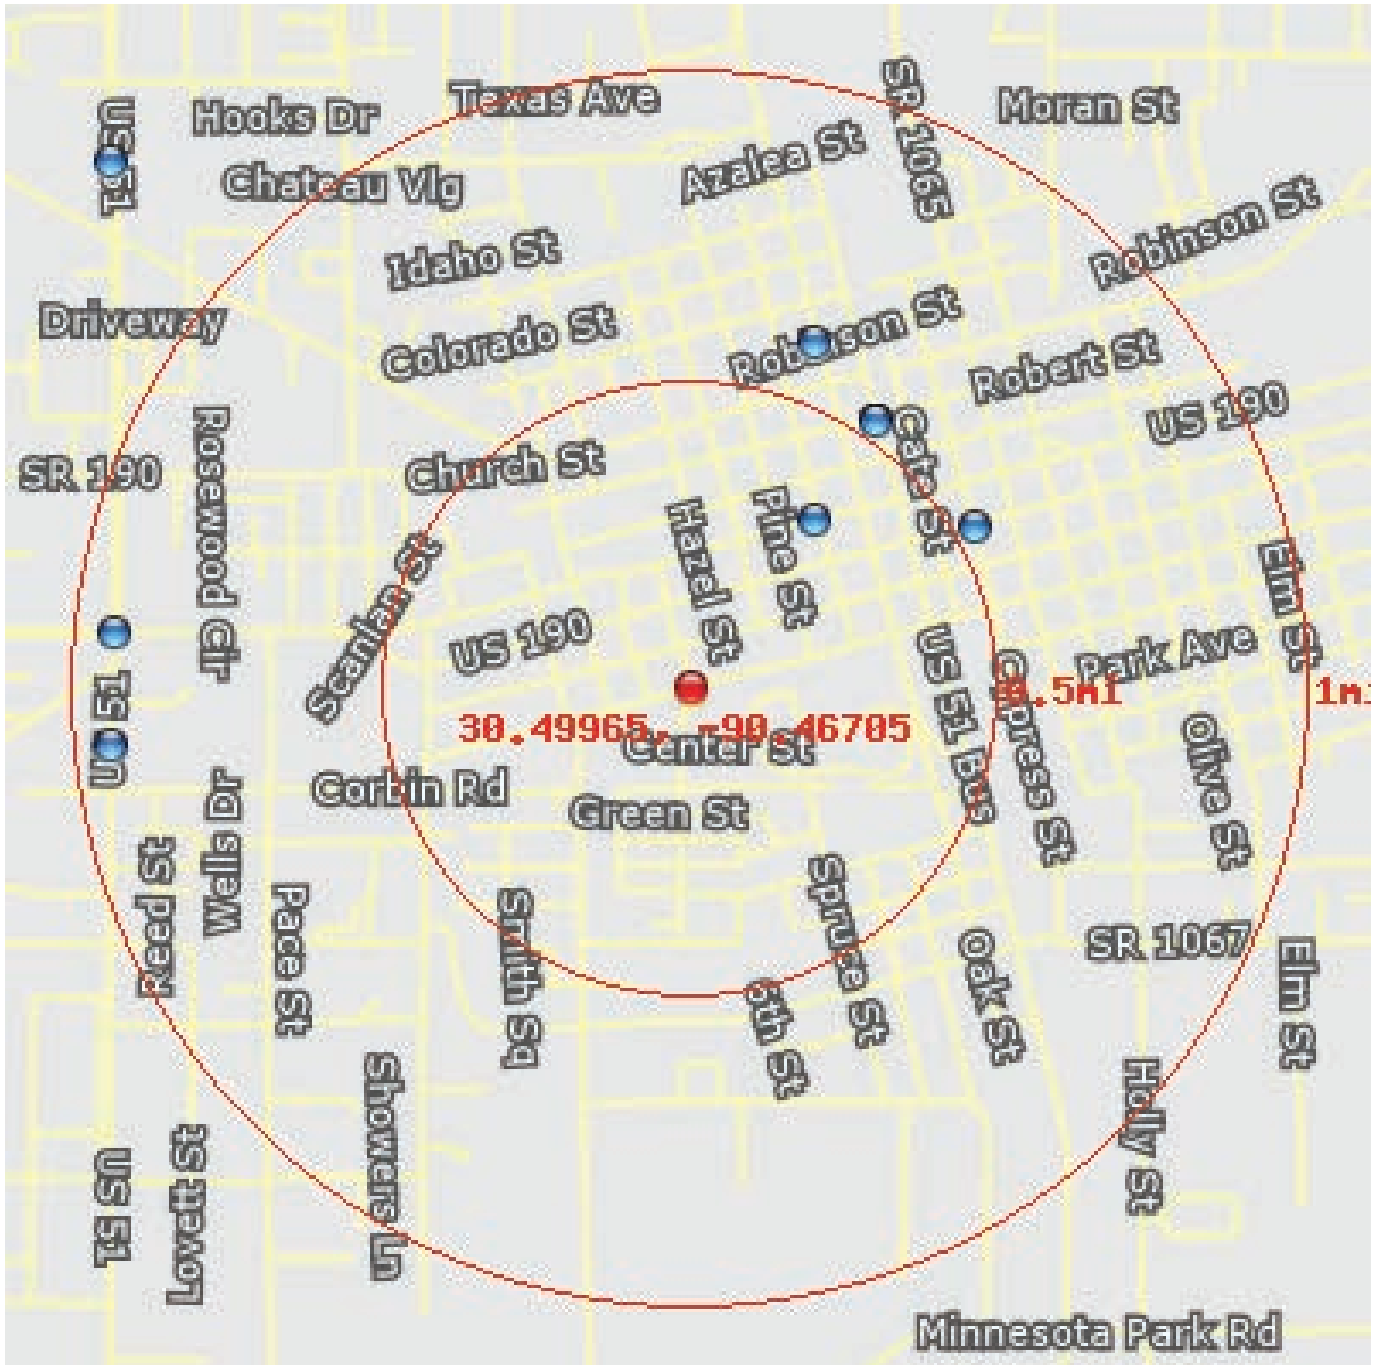 US 51
Hooks Dr
Texas Ave
SR 1065
Moran St
Chateau Vlg
Azalea St
Robinson St
Idaho St
Driveway
Colorado St
Robinson St
Robert St
US 190
Rosewood Cir
SR 190
Church St
Cate St
Hazel St
Pine St
Scanlan St
Elm St
US 190
US 51 Bus
Cypress St
Park Ave
US 51
0.5mi
1mi
30.49965, -90.46705
Center St
Olive St
Corbin Rd
Green St
Wells Dr
Reed St
Pace St
Smith Sq
Spruce St
Oak St
SR 1067
Elm St
6th St
Showers Ln
Holly St
US 51
Lovett St
Minnesota Park Rd